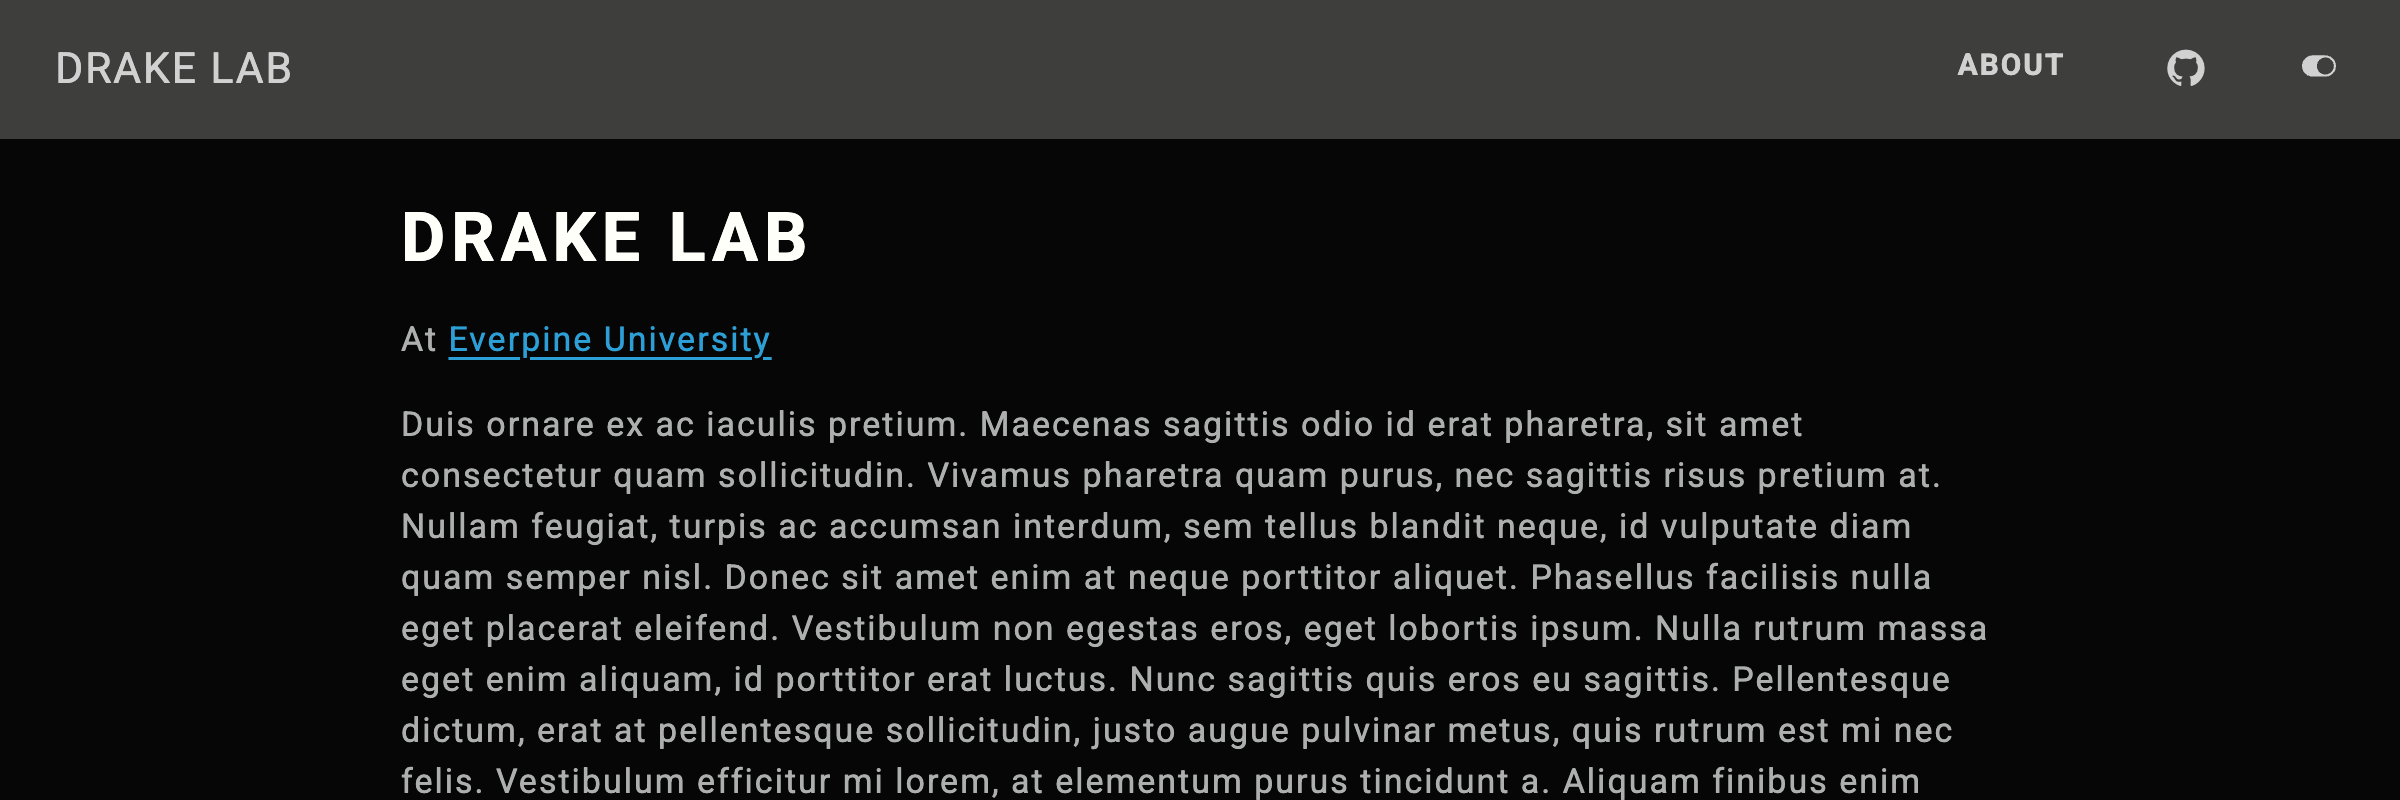 DRAKE LAB
ABOUT
DRAKE LAB
At Everpine University
Duis ornare ex ac iaculis pretium. Maecenas sagittis odio id erat pharetra, sit amet
consectetur quam sollicitudin. Vivamus pharetra quam purus, nec sagittis risus pretium at.
Nullam feugiat, turpis ac accumsan interdum, sem tellus blandit neque, id vulputate diam
quam semper nisl. Donec sit amet enim at neque porttitor aliquet. Phasellus facilisis nulla
eget placerat eleifend. Vestibulum non egestas eros, eget lobortis ipsum. Nulla rutrum massa
eget enim aliquam, id porttitor erat luctus. Nunc sagittis quis eros eu sagittis. Pellentesque
dictum, erat at pellentesque sollicitudin, justo augue pulvinar metus, quis rutrum est mi nec
felis. Vestibulum efficitur mi lorem, at elementum purus tincidunt a. Aliquam finibus enim